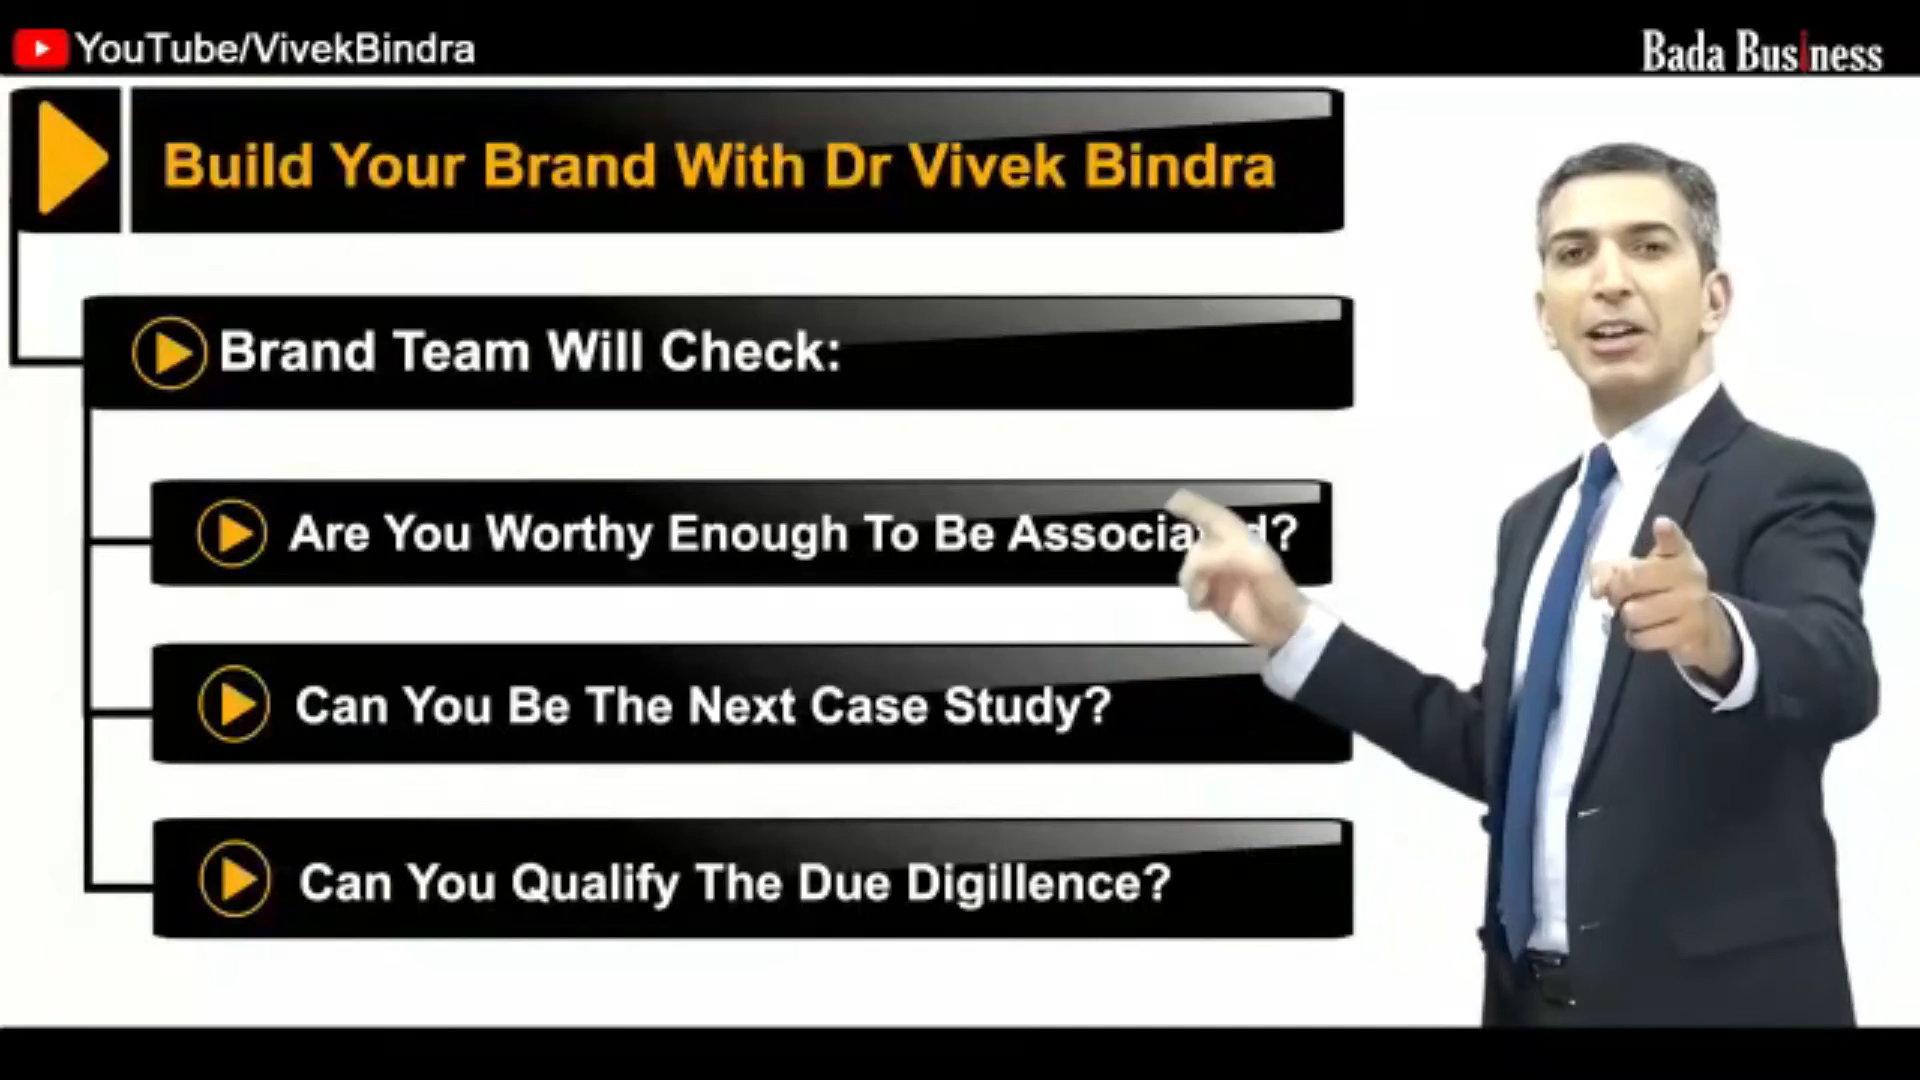 YouTube/VivekBindra
Bada Business
Build Your Brand With Dr Vivek Bindra
Brand Team Will Check:
Are You Worthy Enough To Be
Can You Be The Next Case Study?
Can You Qualify The Due Digillence?